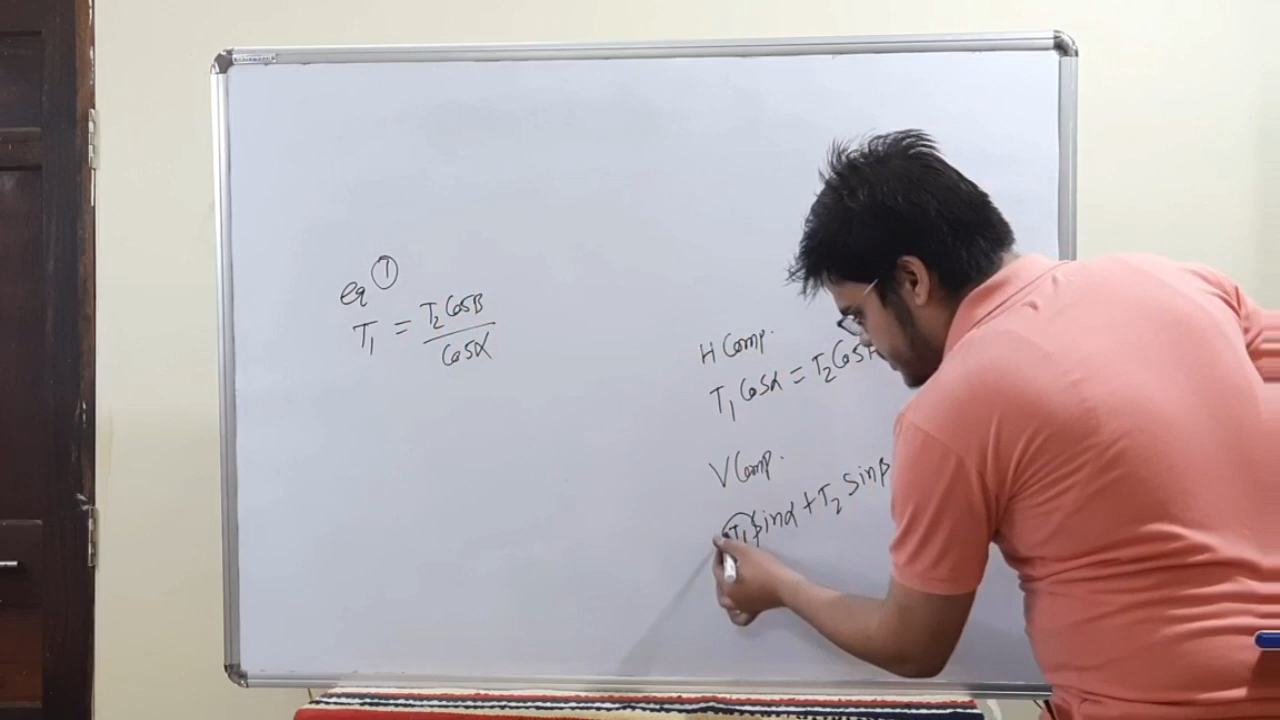 eq ①
T₁ = T₂ Cosβ / Cosα
H Comp.
T₁ Cosα = T₂ Cos
V Comp.
T₁ sinα + T₂ sinβ